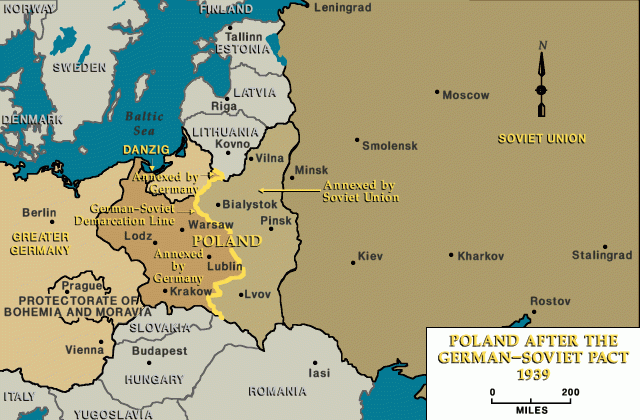 NORWAY
FINLAND
Leningrad
Tallinn
ESTONIA
SWEDEN
LATVIA
Riga
Moscow
N
Baltic
Sea
DENMARK
LITHUANIA
Kovno
DANZIG
Vilna
Smolensk
SOVIET UNION
Minsk
Annexed by
Germany
Annexed by
Soviet Union
Bialystok
German-Soviet
Demarcation Line
Berlin
Warsaw
Pinsk
GREATER
GERMANY
Lodz
POLAND
Annexed
by
Germany
Lublin
Kiev
Kharkov
Stalingrad
Prague
Krakow
Lvov
PROTECTORATE OF
BOHEMIA AND MORAVIA
Rostov
SLOVAKIA
Vienna
Budapest
HUNGARY
Iasi
ROMANIA
ITALY
YUGOSLAVIA
POLAND AFTER THE
GERMAN-SOVIET PACT
1939
0 200
MILES